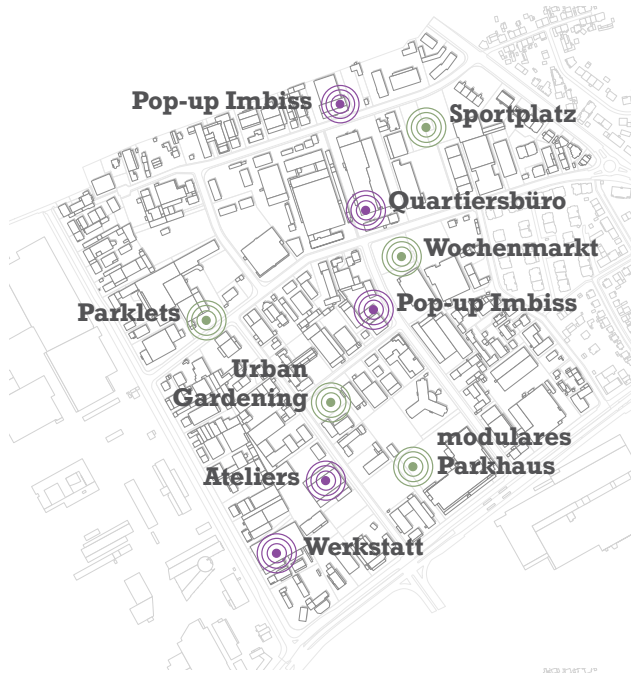 Pop-up Imbiss
Sportplatz
Quartiersbüro
Wochenmarkt
Pop-up Imbiss
Parklets
Urban
Gardening
modulares
Parkhaus
Ateliers
Werkstatt